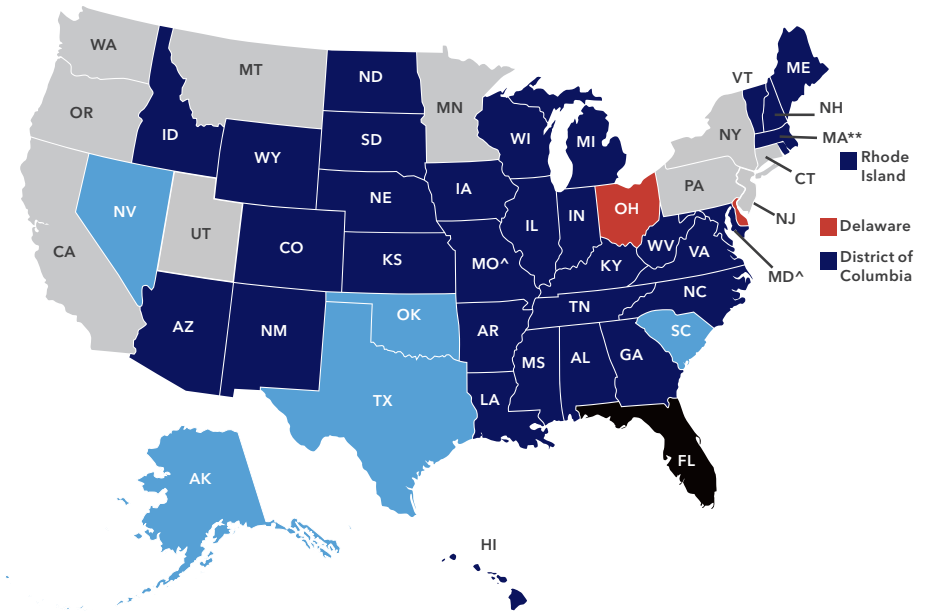 WA
MT
ND
MN
OR
ID
SD
WI
MI
VT
ME
NH
NY
MA**
Rhode
Island
WY
IA
NE
PA
CT
NV
UT
CO
IL
IN
OH
NJ
Delaware
CA
KS
MO^
WV
VA
KY
MD^
District of
Columbia
AZ
NM
OK
AR
TN
NC
SC
MS
AL
GA
TX
LA
FL
AK
HI